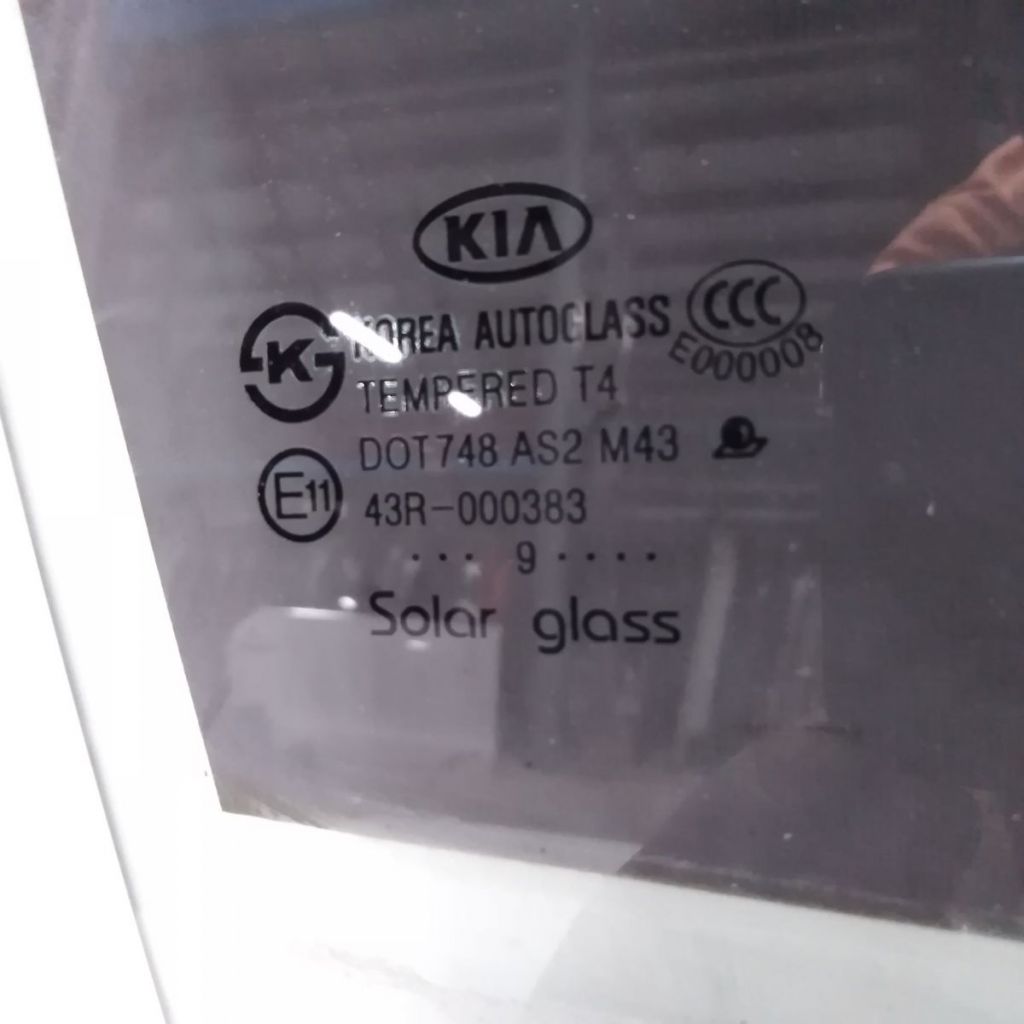 KIA
KOREA AUTOGLASS
CCC
E000008
K
TEMPERED T4
DOT748 AS2 M43
E11
43R-000383
··· 9 ····
Solar glass